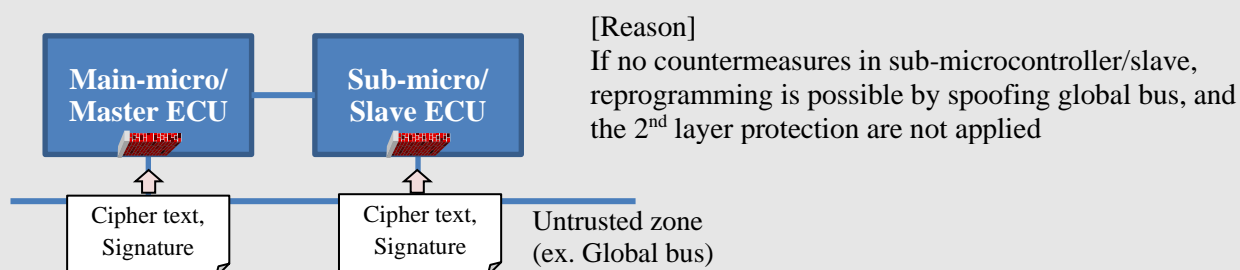 [Reason]
If no countermeasures in sub-microcontroller/slave,
reprogramming is possible by spoofing global bus, and
the 2nd layer protection are not applied
Main-micro/
Master ECU
Sub-micro/
Slave ECU
Cipher text,
Signature
Cipher text,
Signature
Untrusted zone
(ex. Global bus)